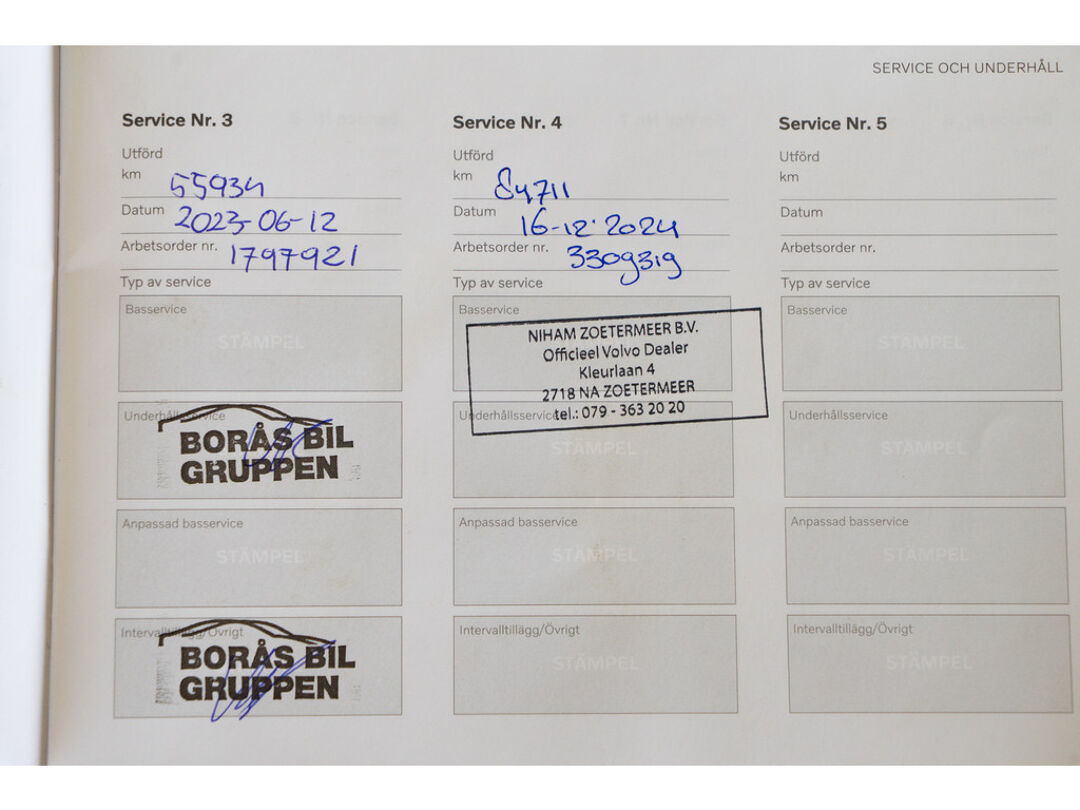 SERVICE OCH UNDERHÅLL
Service Nr. 3
Utförd
km 55934
Datum 2023-06-12
Arbetsorder nr. 1797921
Typ av service
Basservice
STÄMPEL
Underhållsservice
BORÅS BIL
GRUPPEN
Anpassad basservice
STÄMPEL
Intervalltillägg/Övrigt
BORÅS BIL
GRUPPEN
Service Nr. 4
Utförd
km 84711
Datum 16-12-2024
Arbetsorder nr. 3309319
Typ av service
Basservice
NIHAM ZOETERMEER B.V.
Officieel Volvo Dealer
Kleurlaan 4
2718 NA ZOETERMEER
tel.: 079 - 363 20 20
Underhållsservice
STÄMPEL
Anpassad basservice
STÄMPEL
Intervalltillägg/Övrigt
STÄMPEL
Service Nr. 5
Utförd
km
Datum
Arbetsorder nr.
Typ av service
Basservice
STÄMPEL
Underhållsservice
STÄMPEL
Anpassad basservice
STÄMPEL
Intervalltillägg/Övrigt
STÄMPEL